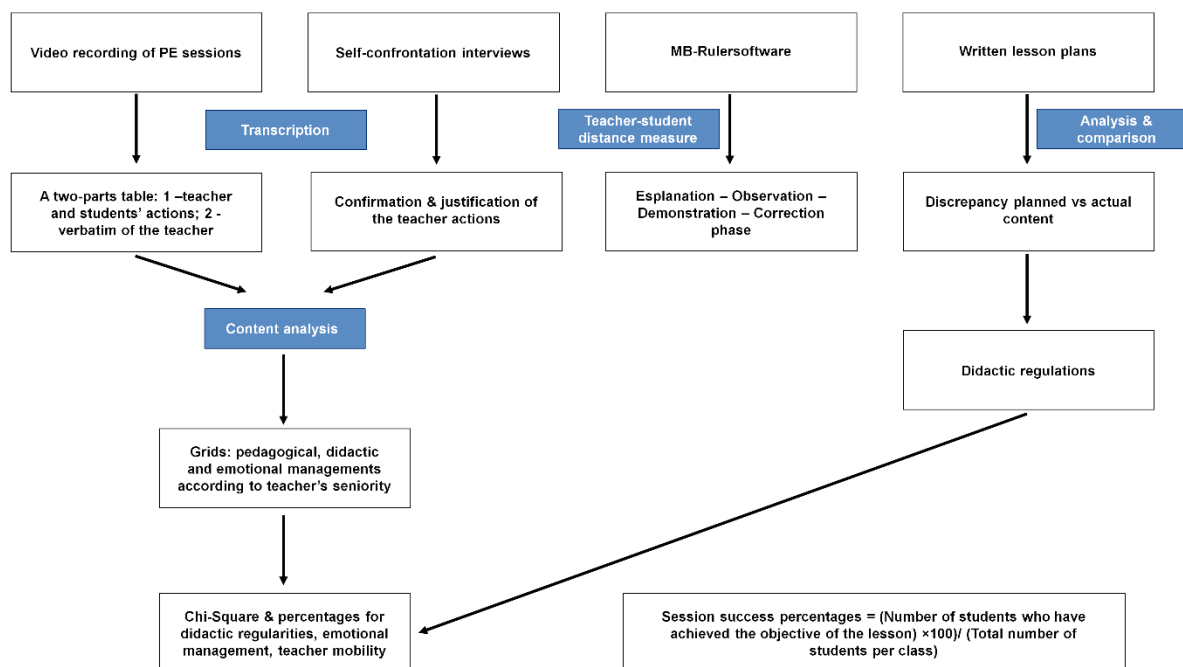 Video recording of PE sessions
Self-confrontation interviews
MB-Rulersoftware
Written lesson plans
Transcription
Teacher-student
distance measure
Analysis &
comparison
A two-parts table: 1 –teacher
and students’ actions; 2 -
verbatim of the teacher
Confirmation & justification of
the teacher actions
Esplanation – Observation –
Demonstration – Correction
phase
Discrepancy planned vs actual
content
Content analysis
Didactic regulations
Grids: pedagogical, didactic
and emotional managements
according to teacher’s seniority
Chi-Square & percentages for
didactic regularities, emotional
management, teacher mobility
Session success percentages = (Number of students who have
achieved the objective of the lesson) ×100)/ (Total number of
students per class)